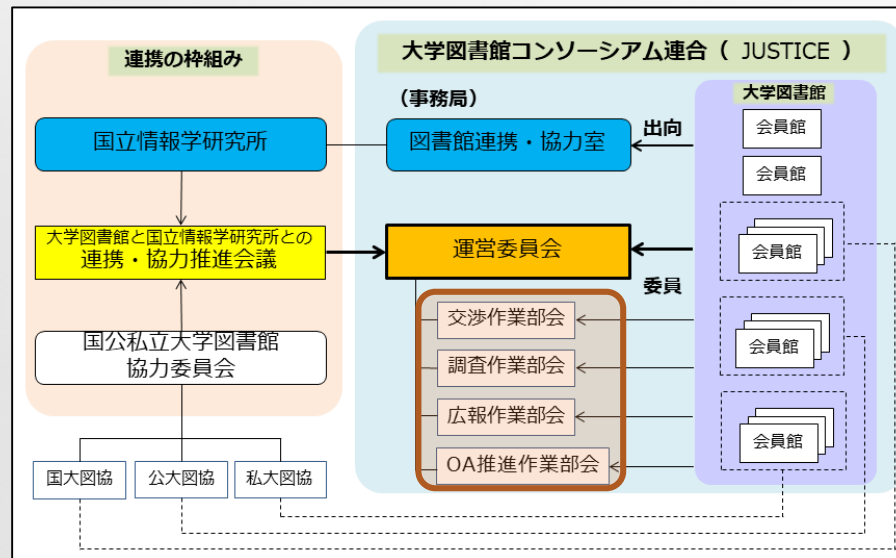 連携の枠組み
国立情報学研究所
大学図書館と国立情報学研究所との
連携・協力推進会議
国公私立大学図書館
協力委員会
国大図協
公大図協
私大図協
大学図書館コンソーシアム連合（ JUSTICE ）
（事務局）
図書館連携・協力室
出向
運営委員会
委員
交渉作業部会
調査作業部会
広報作業部会
OA推進作業部会
大学図書館
会員館
会員館
会員館
会員館
会員館